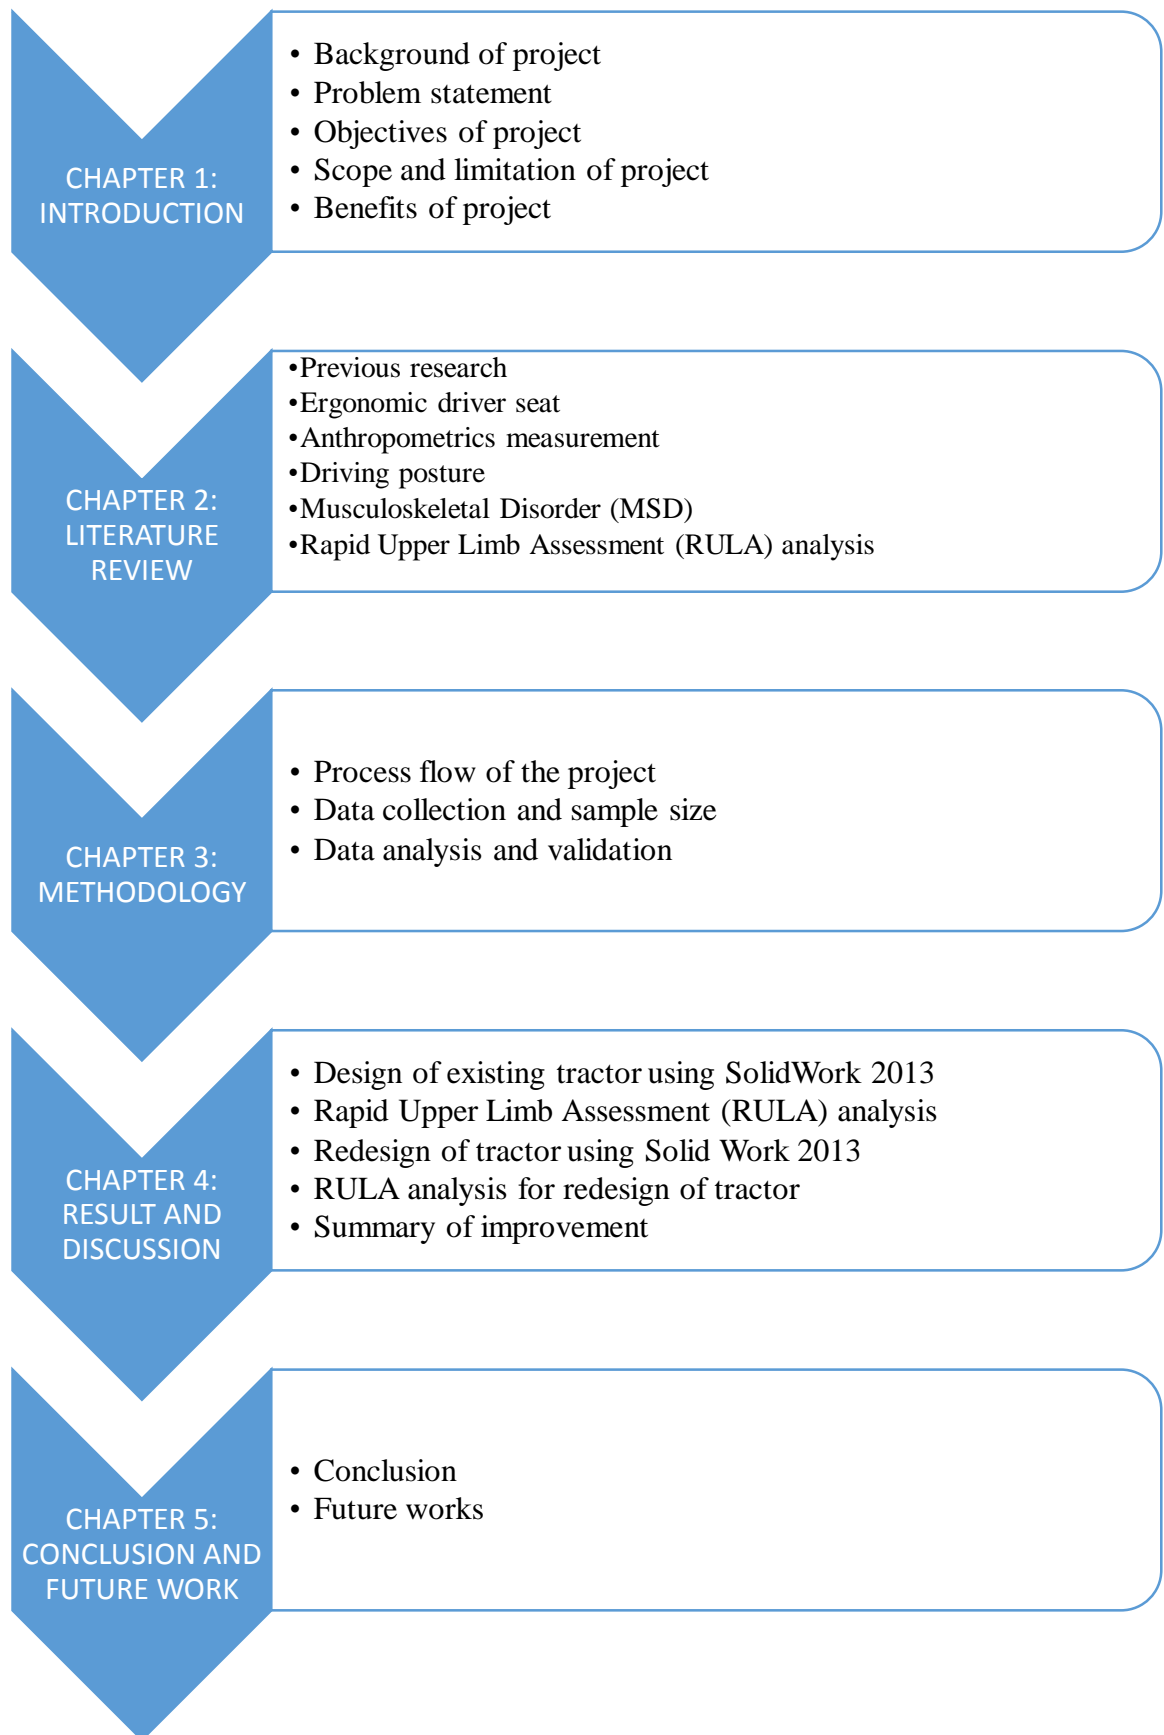 CHAPTER 1:
INTRODUCTION
• Background of project
• Problem statement
• Objectives of project
• Scope and limitation of project
• Benefits of project
CHAPTER 2:
LITERATURE
REVIEW
•Previous research
•Ergonomic driver seat
•Anthropometrics measurement
•Driving posture
•Musculoskeletal Disorder (MSD)
•Rapid Upper Limb Assessment (RULA) analysis
CHAPTER 3:
METHODOLOGY
• Process flow of the project
• Data collection and sample size
• Data analysis and validation
CHAPTER 4:
RESULT AND
DISCUSSION
• Design of existing tractor using SolidWork 2013
• Rapid Upper Limb Assessment (RULA) analysis
• Redesign of tractor using Solid Work 2013
• RULA analysis for redesign of tractor
• Summary of improvement
CHAPTER 5:
CONCLUSION AND
FUTURE WORK
• Conclusion
• Future works